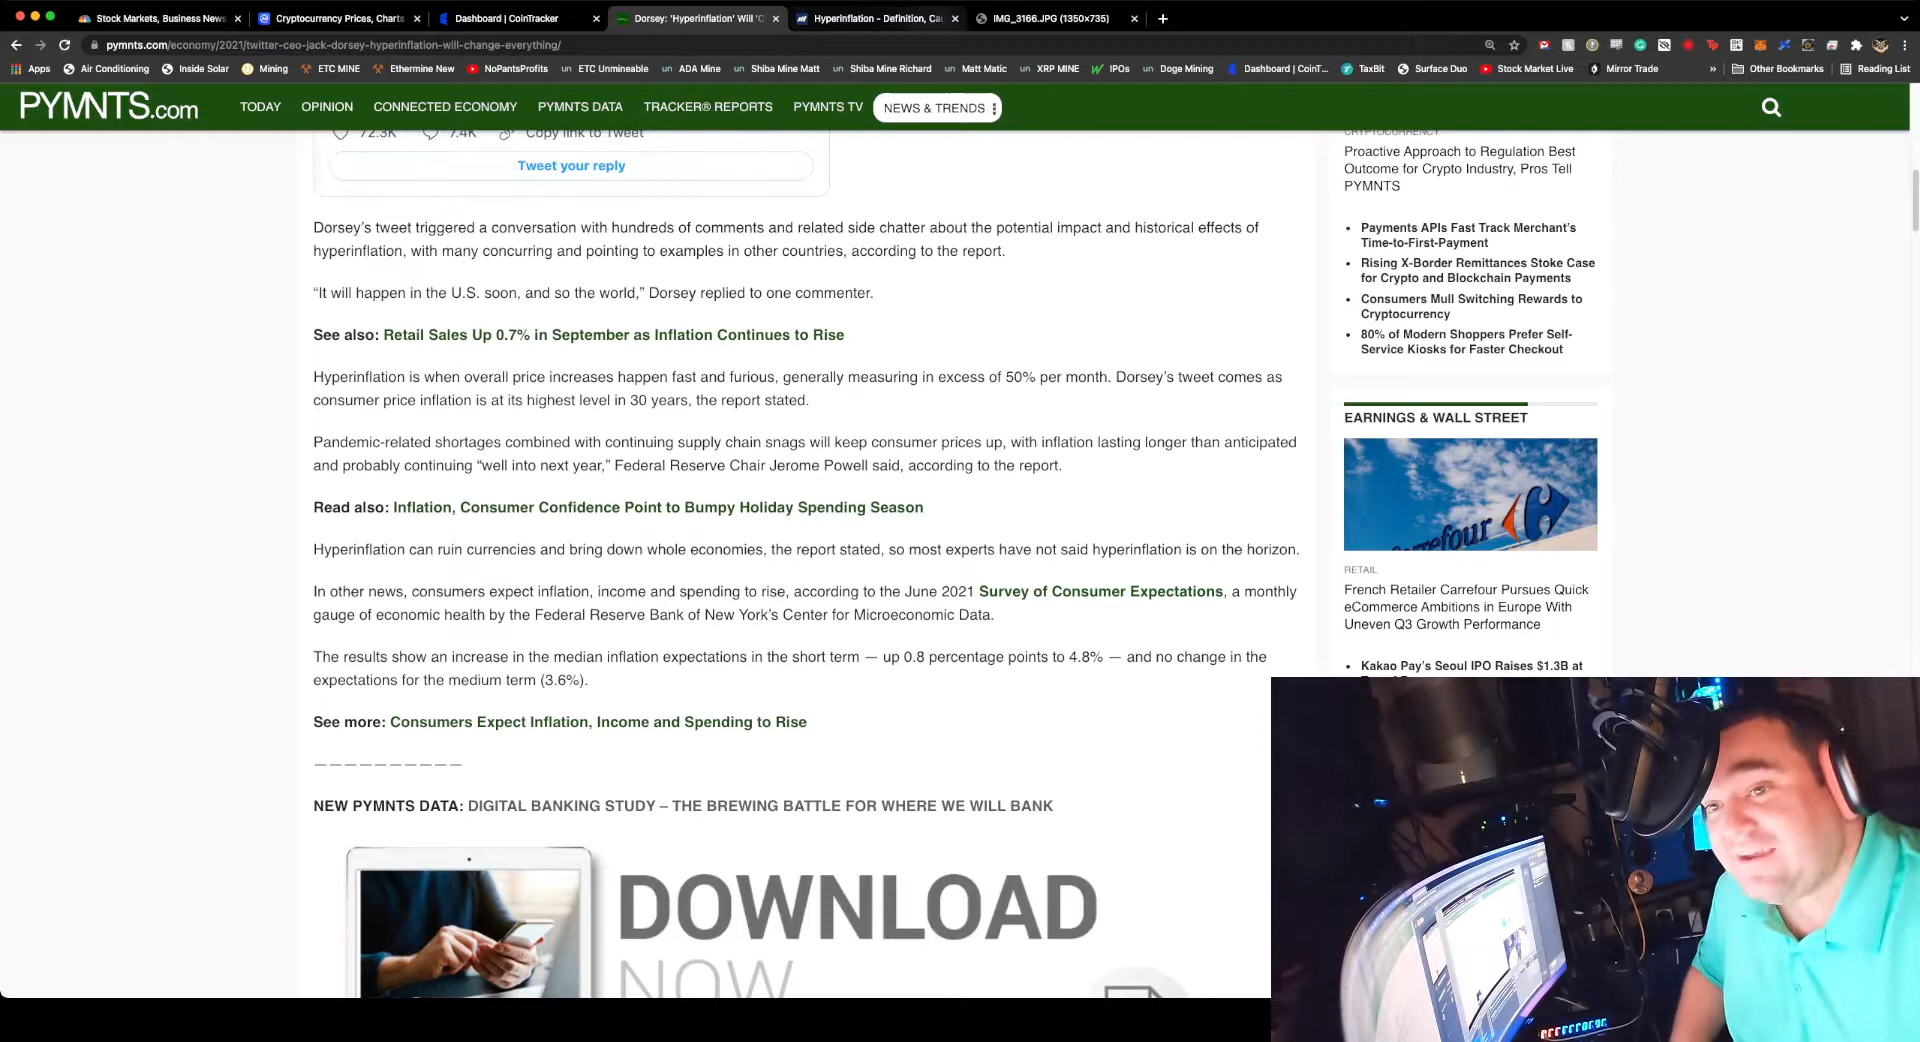 Stock Markets, Business News
Cryptocurrency Prices, Charts
Dashboard | CoinTracker
Dorsey: 'Hyperinflation' Will 'C
Hyperinflation - Definition, Cau
IMG_3166.JPG (1350×735)
pymnts.com/economy/2021/twitter-ceo-jack-dorsey-hyperinflation-will-change-everything/
Apps
Air Conditioning
Inside Solar
Mining
ETC MINE
Ethermine New
NoPantsProfits
ETC Unmineable
ADA Mine
Shiba Mine Matt
Shiba Mine Richard
Matt Matic
XRP MINE
IPOs
Doge Mining
Dashboard | CoinT...
TaxBit
Surface Duo
Stock Market Live
Mirror Trade
»
Other Bookmarks
Reading List
PYMNTS.com
TODAY
OPINION
CONNECTED ECONOMY
PYMNTS DATA
TRACKER® REPORTS
PYMNTS TV
NEWS & TRENDS
72.3K
7.4K
Copy link to Tweet
Tweet your reply
Dorsey's tweet triggered a conversation with hundreds of comments and related side chatter about the potential impact and historical effects of
hyperinflation, with many concurring and pointing to examples in other countries, according to the report.
“It will happen in the U.S. soon, and so the world,” Dorsey replied to one commenter.
See also: Retail Sales Up 0.7% in September as Inflation Continues to Rise
Hyperinflation is when overall price increases happen fast and furious, generally measuring in excess of 50% per month. Dorsey's tweet comes as
consumer price inflation is at its highest level in 30 years, the report stated.
Pandemic-related shortages combined with continuing supply chain snags will keep consumer prices up, with inflation lasting longer than anticipated
and probably continuing “well into next year,” Federal Reserve Chair Jerome Powell said, according to the report.
Read also: Inflation, Consumer Confidence Point to Bumpy Holiday Spending Season
Hyperinflation can ruin currencies and bring down whole economies, the report stated, so most experts have not said hyperinflation is on the horizon.
In other news, consumers expect inflation, income and spending to rise, according to the June 2021 Survey of Consumer Expectations, a monthly
gauge of economic health by the Federal Reserve Bank of New York's Center for Microeconomic Data.
The results show an increase in the median inflation expectations in the short term — up 0.8 percentage points to 4.8% — and no change in the
expectations for the medium term (3.6%).
See more: Consumers Expect Inflation, Income and Spending to Rise
——————————
NEW PYMNTS DATA: DIGITAL BANKING STUDY – THE BREWING BATTLE FOR WHERE WE WILL BANK
DOWNLOAD
NOW
CRYPTOCURRENCY
Proactive Approach to Regulation Best
Outcome for Crypto Industry, Pros Tell
PYMNTS
Payments APIs Fast Track Merchant's
Time-to-First-Payment
Rising X-Border Remittances Stoke Case
for Crypto and Blockchain Payments
Consumers Mull Switching Rewards to
Cryptocurrency
80% of Modern Shoppers Prefer Self-
Service Kiosks for Faster Checkout
EARNINGS & WALL STREET
Carrefour
RETAIL
French Retailer Carrefour Pursues Quick
eCommerce Ambitions in Europe With
Uneven Q3 Growth Performance
Kakao Pay's Seoul IPO Raises $1.3B at